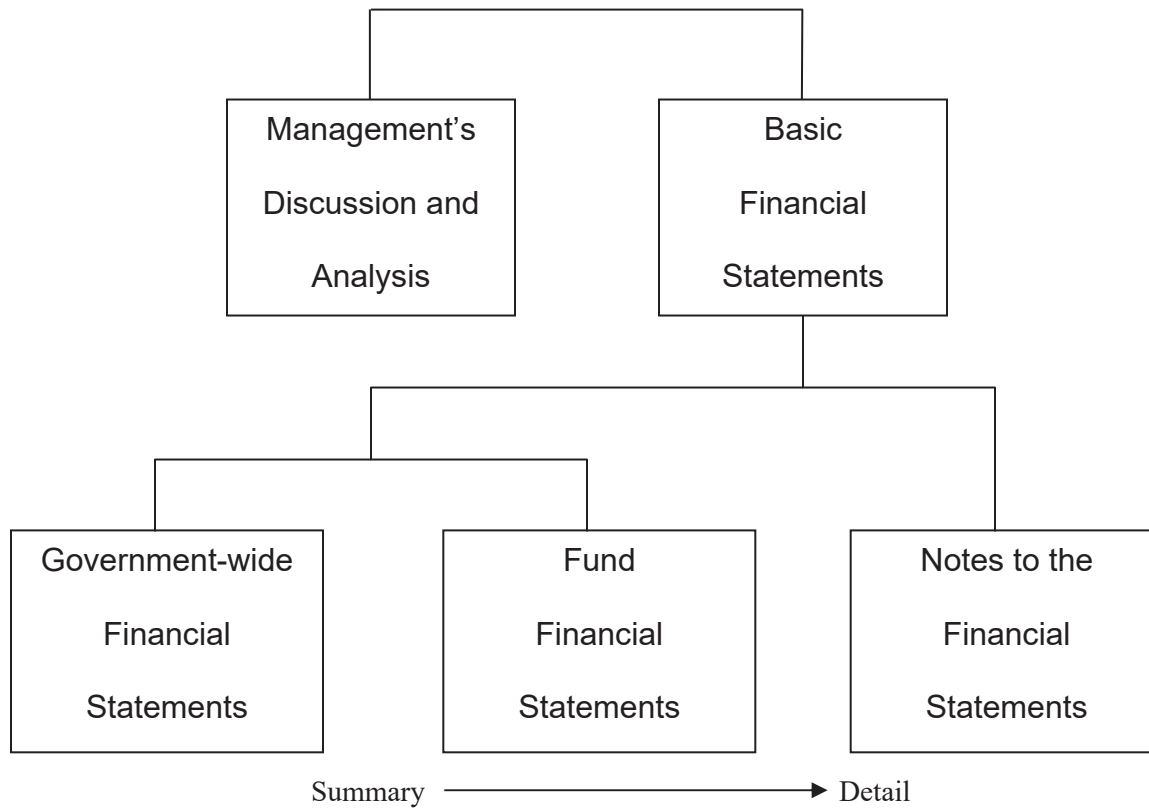 Management’s
Discussion and
Analysis
Basic
Financial
Statements
Government-wide
Financial
Statements
Fund
Financial
Statements
Notes to the
Financial
Statements
Summary
Detail